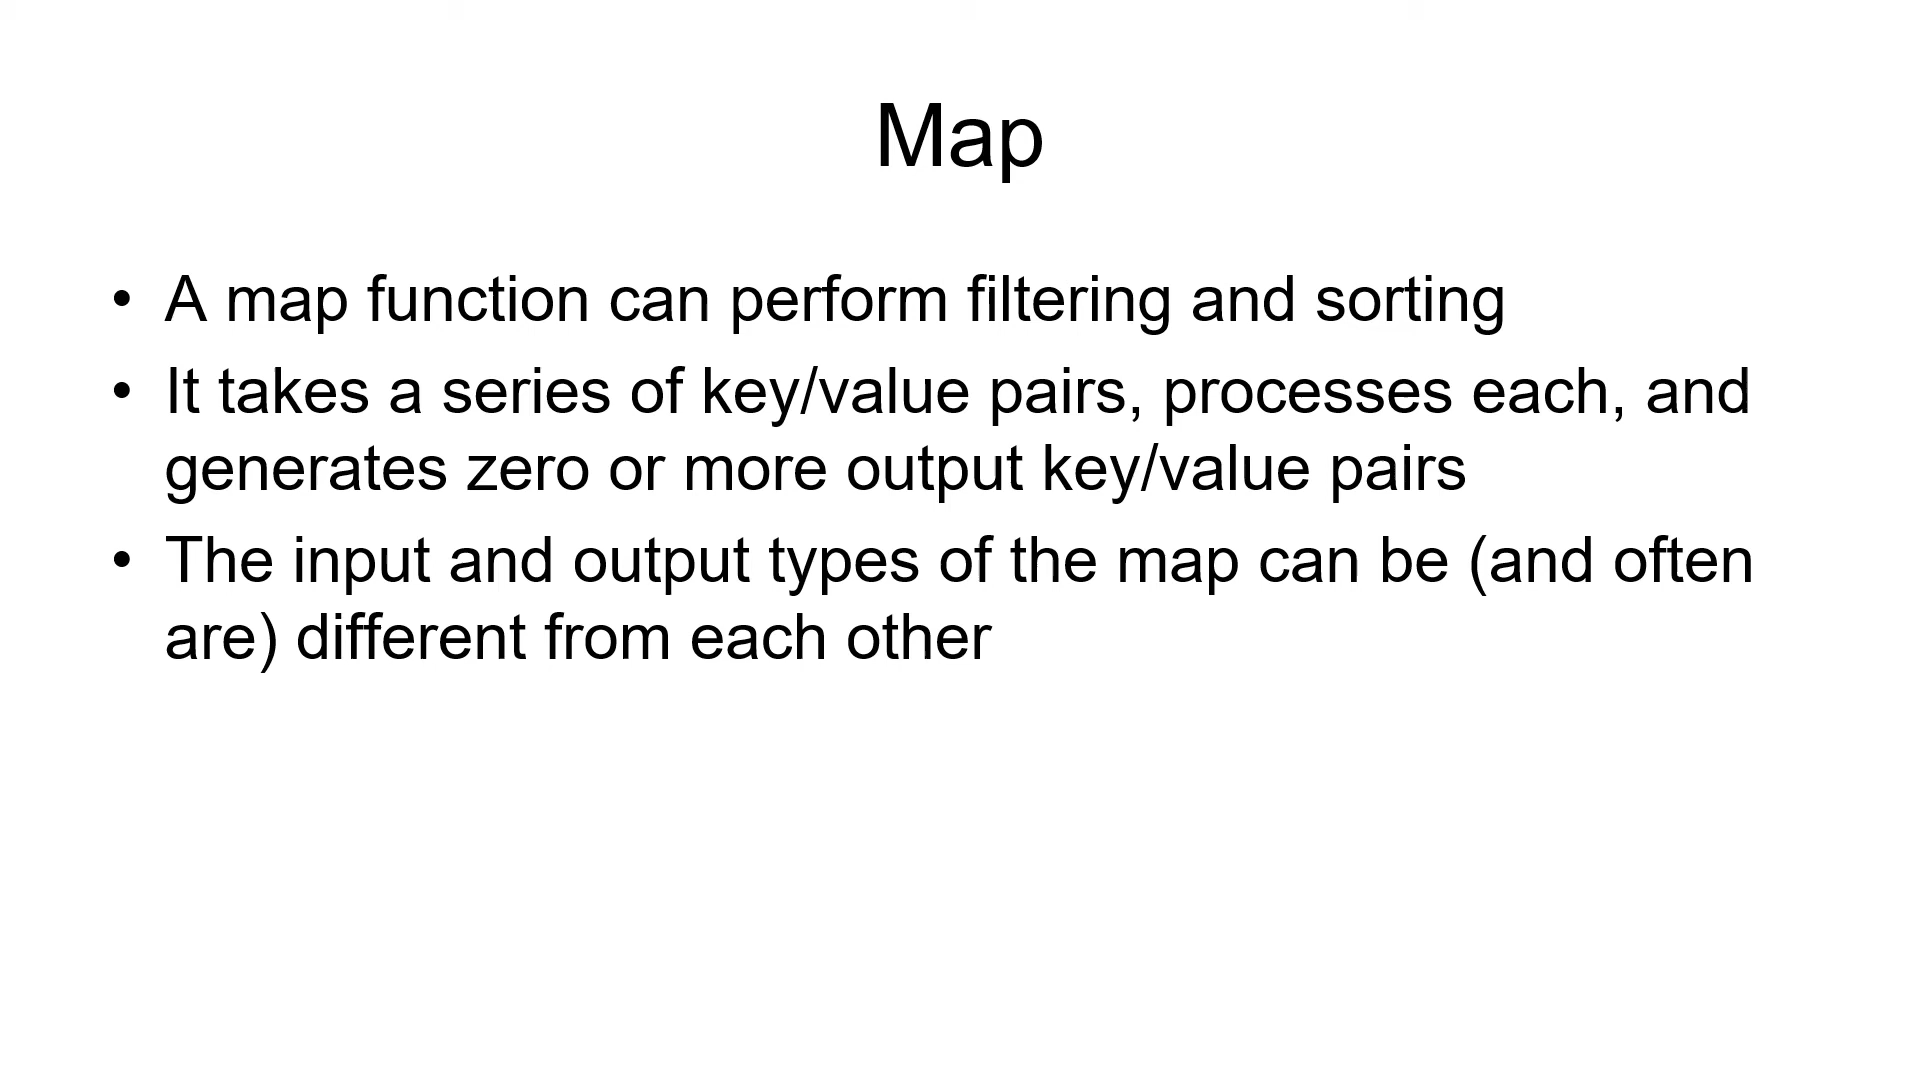 Map
• A map function can perform filtering and sorting
• It takes a series of key/value pairs, processes each, and
generates zero or more output key/value pairs
• The input and output types of the map can be (and often
are) different from each other